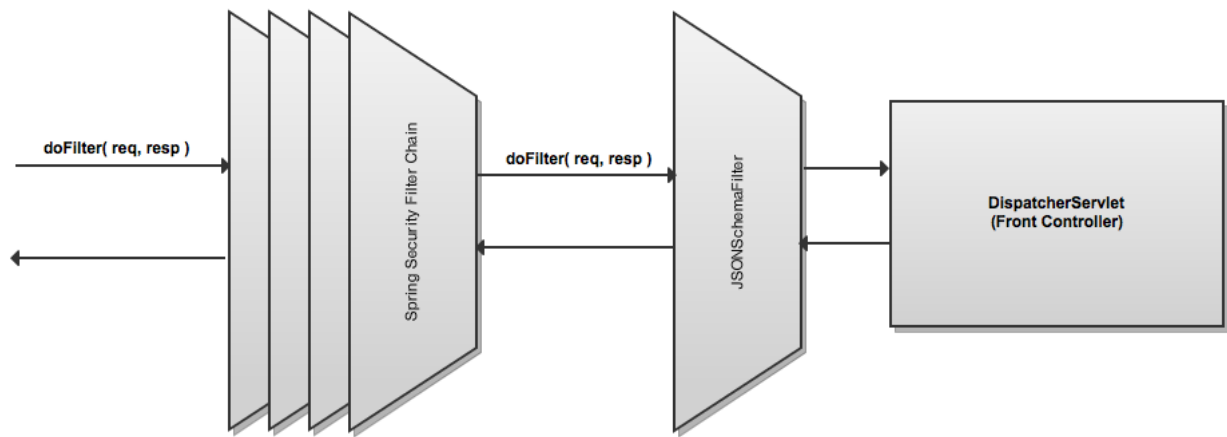 doFilter( req, resp )
Spring Security Filter Chain
doFilter( req, resp )
JSONSchemaFilter
DispatcherServlet
(Front Controller)